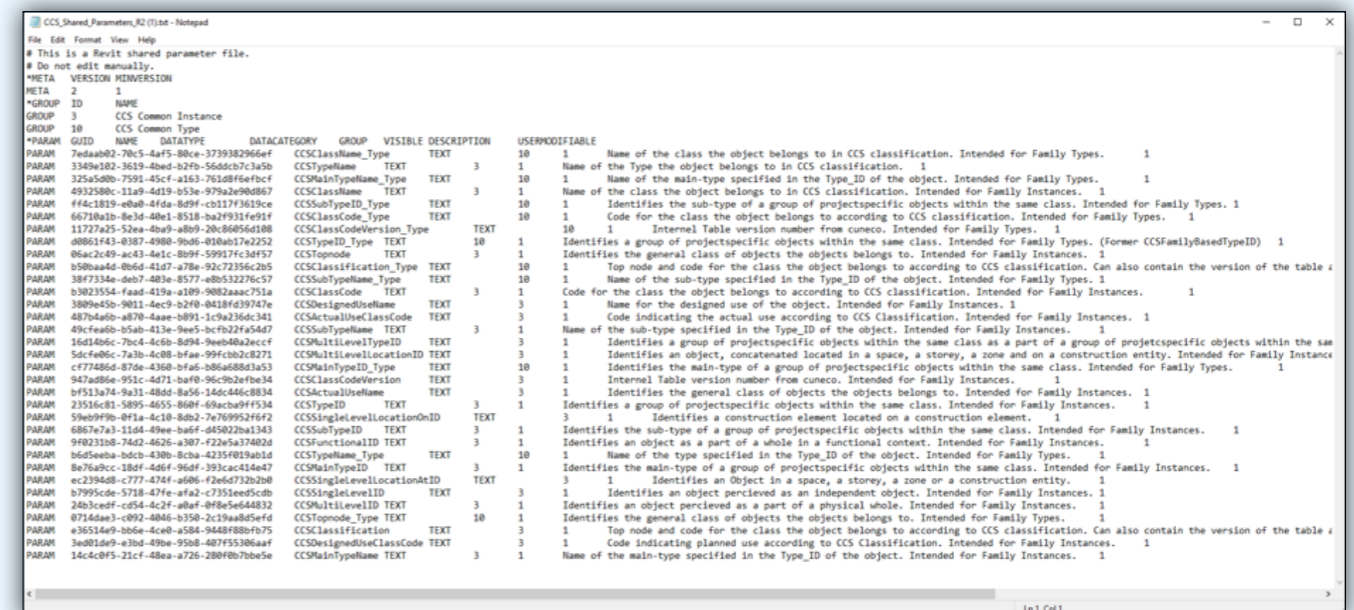 CCS_Shared_Parameters_R2 (1).txt - Notepad
File Edit Format View Help
# This is a Revit shared parameter file.
# Do not edit manually.
*META VERSION MINVERSION
META 2 1
*GROUP ID NAME
GROUP 3 CCS Common Instance
GROUP 10 CCS Common Type
*PARAM GUID NAME DATATYPE DATACATEGORY GROUP VISIBLE DESCRIPTION USERMODIFIABLE
PARAM 7edaab02-70c5-4af5-80ce-3739382966ef CCSClassName_Type TEXT 10 1 Name of the class the object belongs to in CCS classification. Intended for Family Types. 1
PARAM 3349e102-3619-4bed-b2fb-56ddcb7c3a5b CCSTypeName TEXT 3 1 Name of the Type the object belongs to in CCS classification. 1
PARAM 325a5d0b-7591-45cf-a163-761d8f6efbcf CCSMainTypeName_Type TEXT 10 1 Name of the main-type specified in the Type_ID of the object. Intended for Family Types. 1
PARAM 4932580c-11a9-4d19-b53e-979a2e90d867 CCSClassName TEXT 3 1 Name of the class the object belongs to in CCS classification. Intended for Family Instances. 1
PARAM ff4c1819-e0a0-4fda-8d9f-cb117f3619ce CCSSubTypeID_Type TEXT 10 1 Identifies the sub-type of a group of projectspecific objects within the same class. Intended for Family Types. 1
PARAM 66710a1b-8e3d-40e1-8518-ba2f931fe91f CCSClassCode_Type TEXT 10 1 Code for the class the object belongs to according to CCS classification. Intended for Family Types. 1
PARAM 11727a25-52ea-4ba9-a8b9-20c86056d108 CCSClassCodeVersion_Type TEXT 10 1 Internel Table version number from cuneco. Intended for Family Types. 1
PARAM d0861f43-0387-4980-9bd6-010ab17e2252 CCSTypeID_Type TEXT 10 1 Identifies a group of projectspecific objects within the same class. Intended for Family Types. (Former CCSFamilyBasedTypeID) 1
PARAM 06ac2c49-ac43-4e1c-8b9f-59917fc3df57 CCSTopnode TEXT 3 1 Identifies the general class of objects the objects belongs to. Intended for Family Instances. 1
PARAM b50baa4d-0b6d-41d7-a78e-92c72356c2b5 CCSClassification_Type TEXT 10 1 Top node and code for the class the object belongs to according to CCS classification. Can also contain the version of the table
PARAM 38f7334e-deb7-403e-8577-e8b532276c57 CCSSubTypeName_Type TEXT 10 1 Name of the sub-type specified in the Type_ID of the object. Intended for Family Types. 1
PARAM b3023554-faad-419a-a109-9082aaac751a CCSClassCode TEXT 3 1 Code for the class the object belongs to according to CCS classification. Intended for Family Instances. 1
PARAM 3809e45b-9011-4ec9-b2f0-0418fd39747e CCSDesignedUseName TEXT 3 1 Name for the designed use of the object. Intended for Family Instances. 1
PARAM 487b4a6b-a870-4aae-b891-1c9a236dc341 CCSActualUseClassCode TEXT 3 1 Code indicating the actual use according to CCS Classification. Intended for Family Instances. 1
PARAM 49cfea6b-b5ab-413e-9ee5-bcfb22fa54d7 CCSSubTypeName TEXT 3 1 Name of the sub-type specified in the Type_ID of the object. Intended for Family Instances. 1
PARAM 16d14b6c-7bc4-4c6b-8d94-9eeb40a2eccf CCSMultiLevelTypeID TEXT 3 1 Identifies a group of projectspecific objects within the same class as a part of a group of projetcspecific objects within the sam
PARAM 5dcfe06c-7a3b-4c08-bfae-99fcbb2c8271 CCSMultiLevelLocationID TEXT 3 1 Identifies an object, concatenated located in a space, a storey, a zone and on a construction entity. Intended for Family Instance
PARAM cf77486d-87de-4360-bfa6-b86a688d3a53 CCSMainTypeID_Type TEXT 10 1 Identifies the main-type of a group of projectspecific objects within the same class. Intended for Family Types. 1
PARAM 947ad86e-951c-4d71-baf0-96c9b2efbe34 CCSClassCodeVersion TEXT 3 1 Internel Table version number from cuneco. Intended for Family Instances. 1
PARAM bf513a74-9a31-48dd-8a56-14dc446c8834 CCSActualUseName TEXT 3 1 Identifies the general class of objects the objects belongs to. Intended for Family Instances. 1
PARAM 23516c81-5895-4655-860f-69acba9ff534 CCSTypeID TEXT 3 1 Identifies a group of projectspecific objects within the same class. Intended for Family Instances. 1
PARAM 59eb9f9b-0f1a-4c10-8db2-7e769952f6f2 CCSSingleLevelLocationOnID TEXT 3 1 Identifies a construction element located on a construction element. 1
PARAM 6867e7a3-11d4-49ee-ba6f-d45022ba1343 CCSSubTypeID TEXT 3 1 Identifies the sub-type of a group of projectspecific objects within the same class. Intended for Family Instances. 1
PARAM 9f0231b8-74d2-4626-a307-f22e5a37402d CCSFunctionalID TEXT 3 1 Identifies an object as a part of a whole in a functional context. Intended for Family Instances. 1
PARAM b6d5eeba-bdcb-430b-8cba-4235f019ab1d CCSTypeName_Type TEXT 10 1 Name of the type specified in the Type_ID of the object. Intended for Family Types. 1
PARAM 8e76a9cc-18df-4d6f-96df-393cac414e47 CCSMainTypeID TEXT 3 1 Identifies the main-type of a group of projectspecific objects within the same class. Intended for Family Instances. 1
PARAM ec2394d8-c777-474f-a606-f2e6d732b2b0 CCSSingleLevelLocationAtID TEXT 3 1 Identifies an Object in a space, a storey, a zone or a construction entity. 1
PARAM b7995cde-5718-47fe-afa2-c7351eed5cdb CCSSingleLevelID TEXT 3 1 Identifies an object percieved as an independent object. Intended for Family Instances. 1
PARAM 24b3cedf-cd54-4c2f-a0af-0f8e5e644832 CCSMultiLevelID TEXT 3 1 Identifies an object percieved as a part of a physical whole. Intended for Family Instances. 1
PARAM 0714dae3-c092-4046-b350-2c19aa8d5efd CCSTopnode_Type TEXT 10 1 Identifies the general class of objects the objects belongs to. Intended for Family Types. 1
PARAM e36514e9-bb6e-4ce0-a584-9448f88bfb75 CCSClassification TEXT 3 1 Top node and code for the class the object belongs to according to CCS classification. Can also contain the version of the table
PARAM 3ed01de9-e3bd-49be-95b8-407f55306aaf CCSDesignedUseClassCode TEXT 3 1 Code indicating planned use according to CCS Classification. Intended for Family Instances. 1
PARAM 14c4c0f5-21cf-48ea-a726-280f0b7bbe5e CCSMainTypeName TEXT 3 1 Name of the main-type specified in the Type_ID of the object. Intended for Family Instances. 1
Ln 1, Col 1